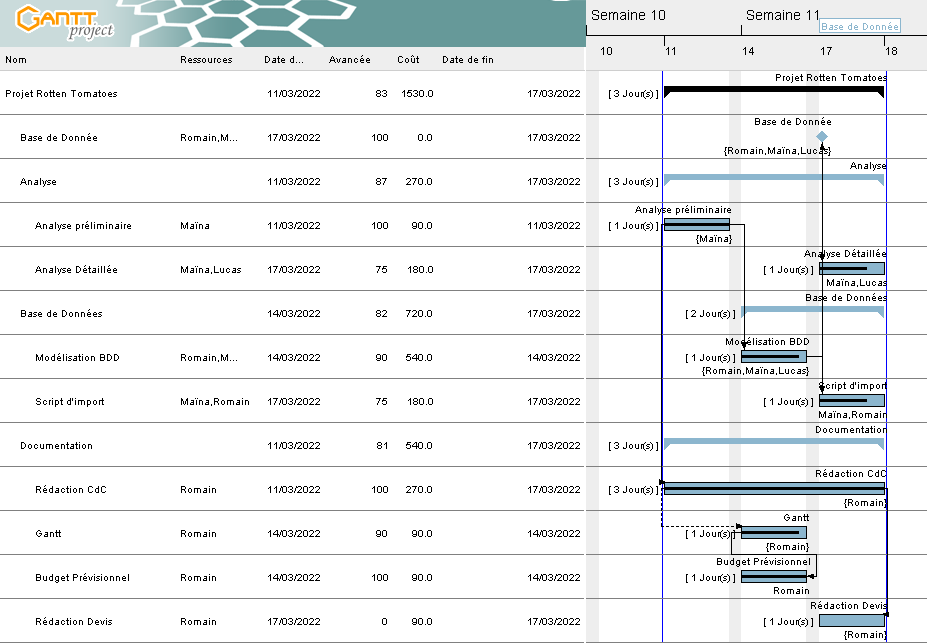 GANTT
project
Semaine 10 Semaine 11
Base de Donnée
10 11 14 17 18
Nom Ressources Date d... Avancée Coût Date de fin
Projet Rotten Tomatoes
Projet Rotten Tomatoes 11/03/2022 83 1530.0 17/03/2022 [ 3 Jour(s) ]
Base de Donnée
Base de Donnée Romain,M... 17/03/2022 100 0.0 17/03/2022
{Romain,Maïna,Lucas}
Analyse
Analyse 11/03/2022 87 270.0 17/03/2022 [ 3 Jour(s) ]
Analyse préliminaire
Analyse préliminaire Maïna 11/03/2022 100 90.0 11/03/2022 [ 1 Jour(s) ]
{Maïna}
Analyse Détaillée
Analyse Détaillée Maïna,Lucas 17/03/2022 75 180.0 17/03/2022 [ 1 Jour(s) ]
Maïna,Lucas
Base de Données
Base de Données 14/03/2022 82 720.0 17/03/2022 [ 2 Jour(s) ]
Modélisation BDD
Modélisation BDD Romain,M... 14/03/2022 90 540.0 14/03/2022 [ 1 Jour(s) ]
{Romain,Maïna,Lucas}
Script d'import
Script d'import Maïna,Romain 17/03/2022 75 180.0 17/03/2022 [ 1 Jour(s) ]
Maïna,Romain
Documentation
Documentation 11/03/2022 81 540.0 17/03/2022 [ 3 Jour(s) ]
Rédaction CdC
Rédaction CdC Romain 11/03/2022 100 270.0 17/03/2022 [ 3 Jour(s) ]
{Romain}
Gantt
Gantt Romain 14/03/2022 90 90.0 14/03/2022 [ 1 Jour(s) ]
{Romain}
Budget Prévisionnel
Budget Prévisionnel Romain 14/03/2022 100 90.0 14/03/2022 [ 1 Jour(s) ]
Romain
Rédaction Devis
Rédaction Devis Romain 17/03/2022 0 90.0 17/03/2022 [ 1 Jour(s) ]
{Romain}